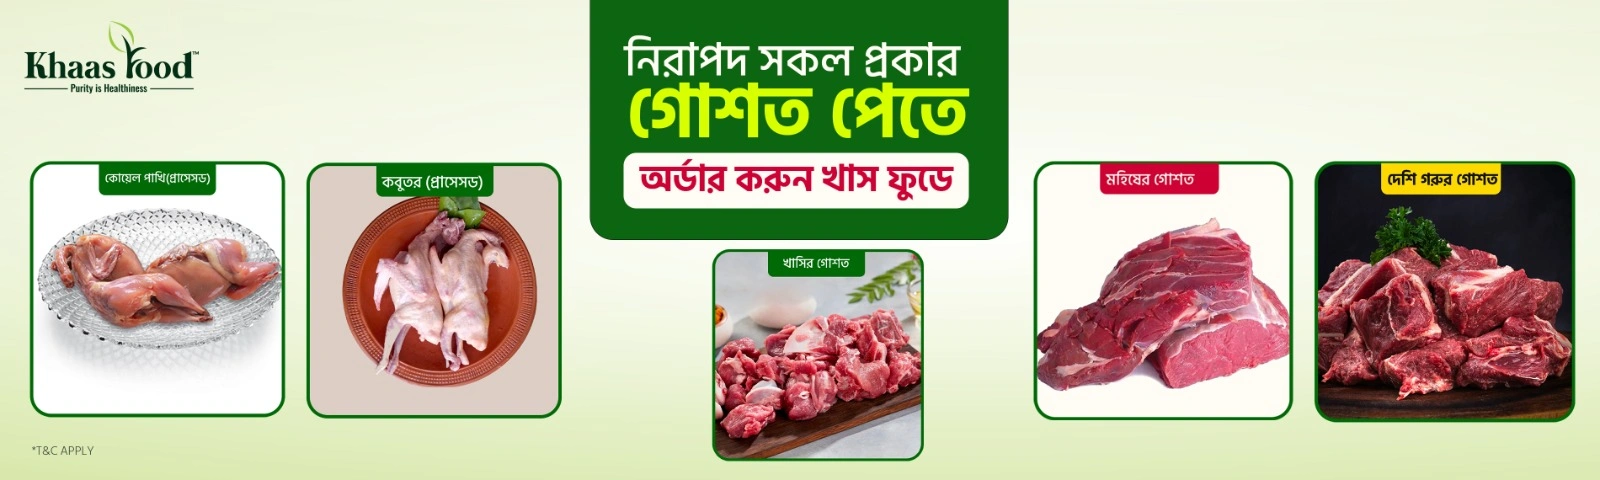 Khaas Food™
Purity is Healthiness
নিরাপদ সকল প্রকার
গোশত পেতে
অর্ডার করুন খাস ফুডে
কোয়েল পাখি(প্রাসেসড)
কবুতর (প্রাসেসড)
খাসির গোশত
মহিষের গোশত
দেশি গরুর গোশত
*T&C APPLY